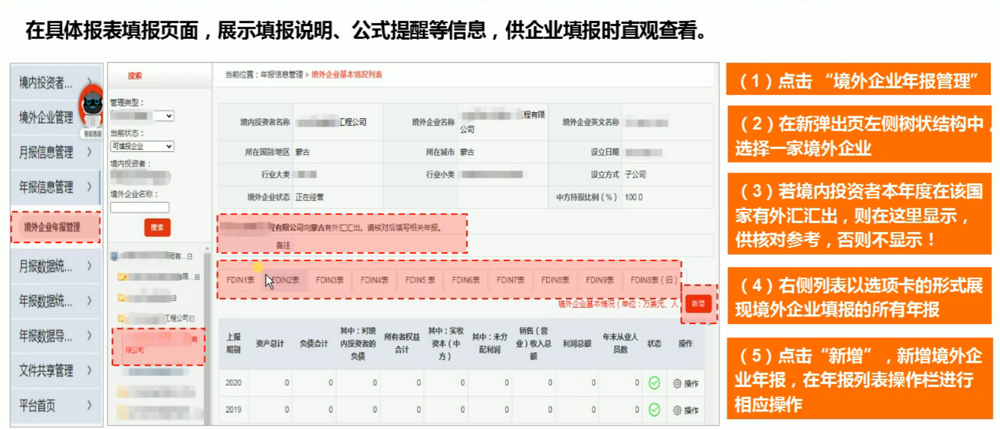 在具体报表填报页面，展示填报说明、公式提醒等信息，供企业填报时直观查看。
境内投资者...
智能客服
境外企业管理
月报信息管理
年报信息管理
境外企业年报管理
月报数据统...
年报数据统...
年报数据导...
文件共享管理
平台首页
搜索
管理类型：
当前状态：
可填报企业
境内投资者：
境外企业名称：
搜索
团有...日
有限...日
日
工程公司日
有
限公司
当前位置：年报信息管理 > 境外企业基本情况列表
境内投资者名称 工程公司 境外企业名称 工程有限公司 境外企业英文名称
所在国别/地区 蒙古 所在城市 蒙古 设立日期
行业大类 行业小类 设立方式 子公司
境外企业状态 正在经营 中方持股比例（%） 100.0
程有限公司向蒙古有外汇汇出。请核对后填写相关年报。
备注
FDIN1表 FDIN2表 FDIN3表 FDIN4表 FDIN5 表 FDIN6表 FDIN7表 FDIN8表 FDIN9表 FDIN8表（旧）
境外企业基本情况（单位：万美元、人 新增
上报期别 资产总计 负债合计 其中：对境内投资者的负债 所有者权益合计 其中：实收资本（中方） 其中：未分配利润 销售（营业）收入总额 利润总额 年末从业人员数 状态 操作
2020 0 0 0 0 0 0 0 0 0 操作
2019 0 0 0 0 0 0 0 0 0 操作
（1）点击 “境外企业年报管理”
（2）在新弹出页左侧树状结构中，
选择一家境外企业
（3）若境内投资者本年度在该国
家有外汇汇出，则在这里显示，
供核对参考，否则不显示！
（4）右侧列表以选项卡的形式展
现境外企业填报的所有年报
（5）点击“新增”，新增境外企
业年报，在年报列表操作栏进行
相应操作